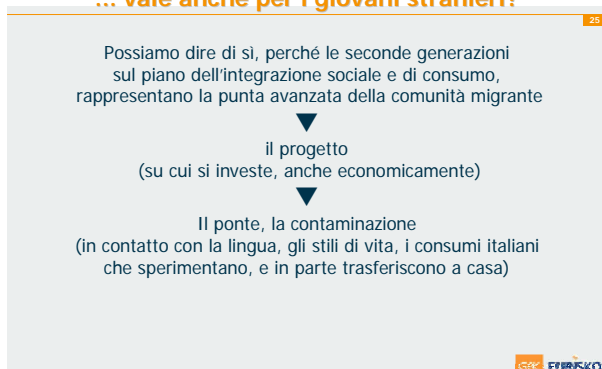 … vale anche per i giovani stranieri?
25
Possiamo dire di sì, perché le seconde generazioni
sul piano dell'integrazione sociale e di consumo,
rappresentano la punta avanzata della comunità migrante
il progetto
(su cui si investe, anche economicamente)
Il ponte, la contaminazione
(in contatto con la lingua, gli stili di vita, i consumi italiani
che sperimentano, e in parte trasferiscono a casa)
GfK EURISKO